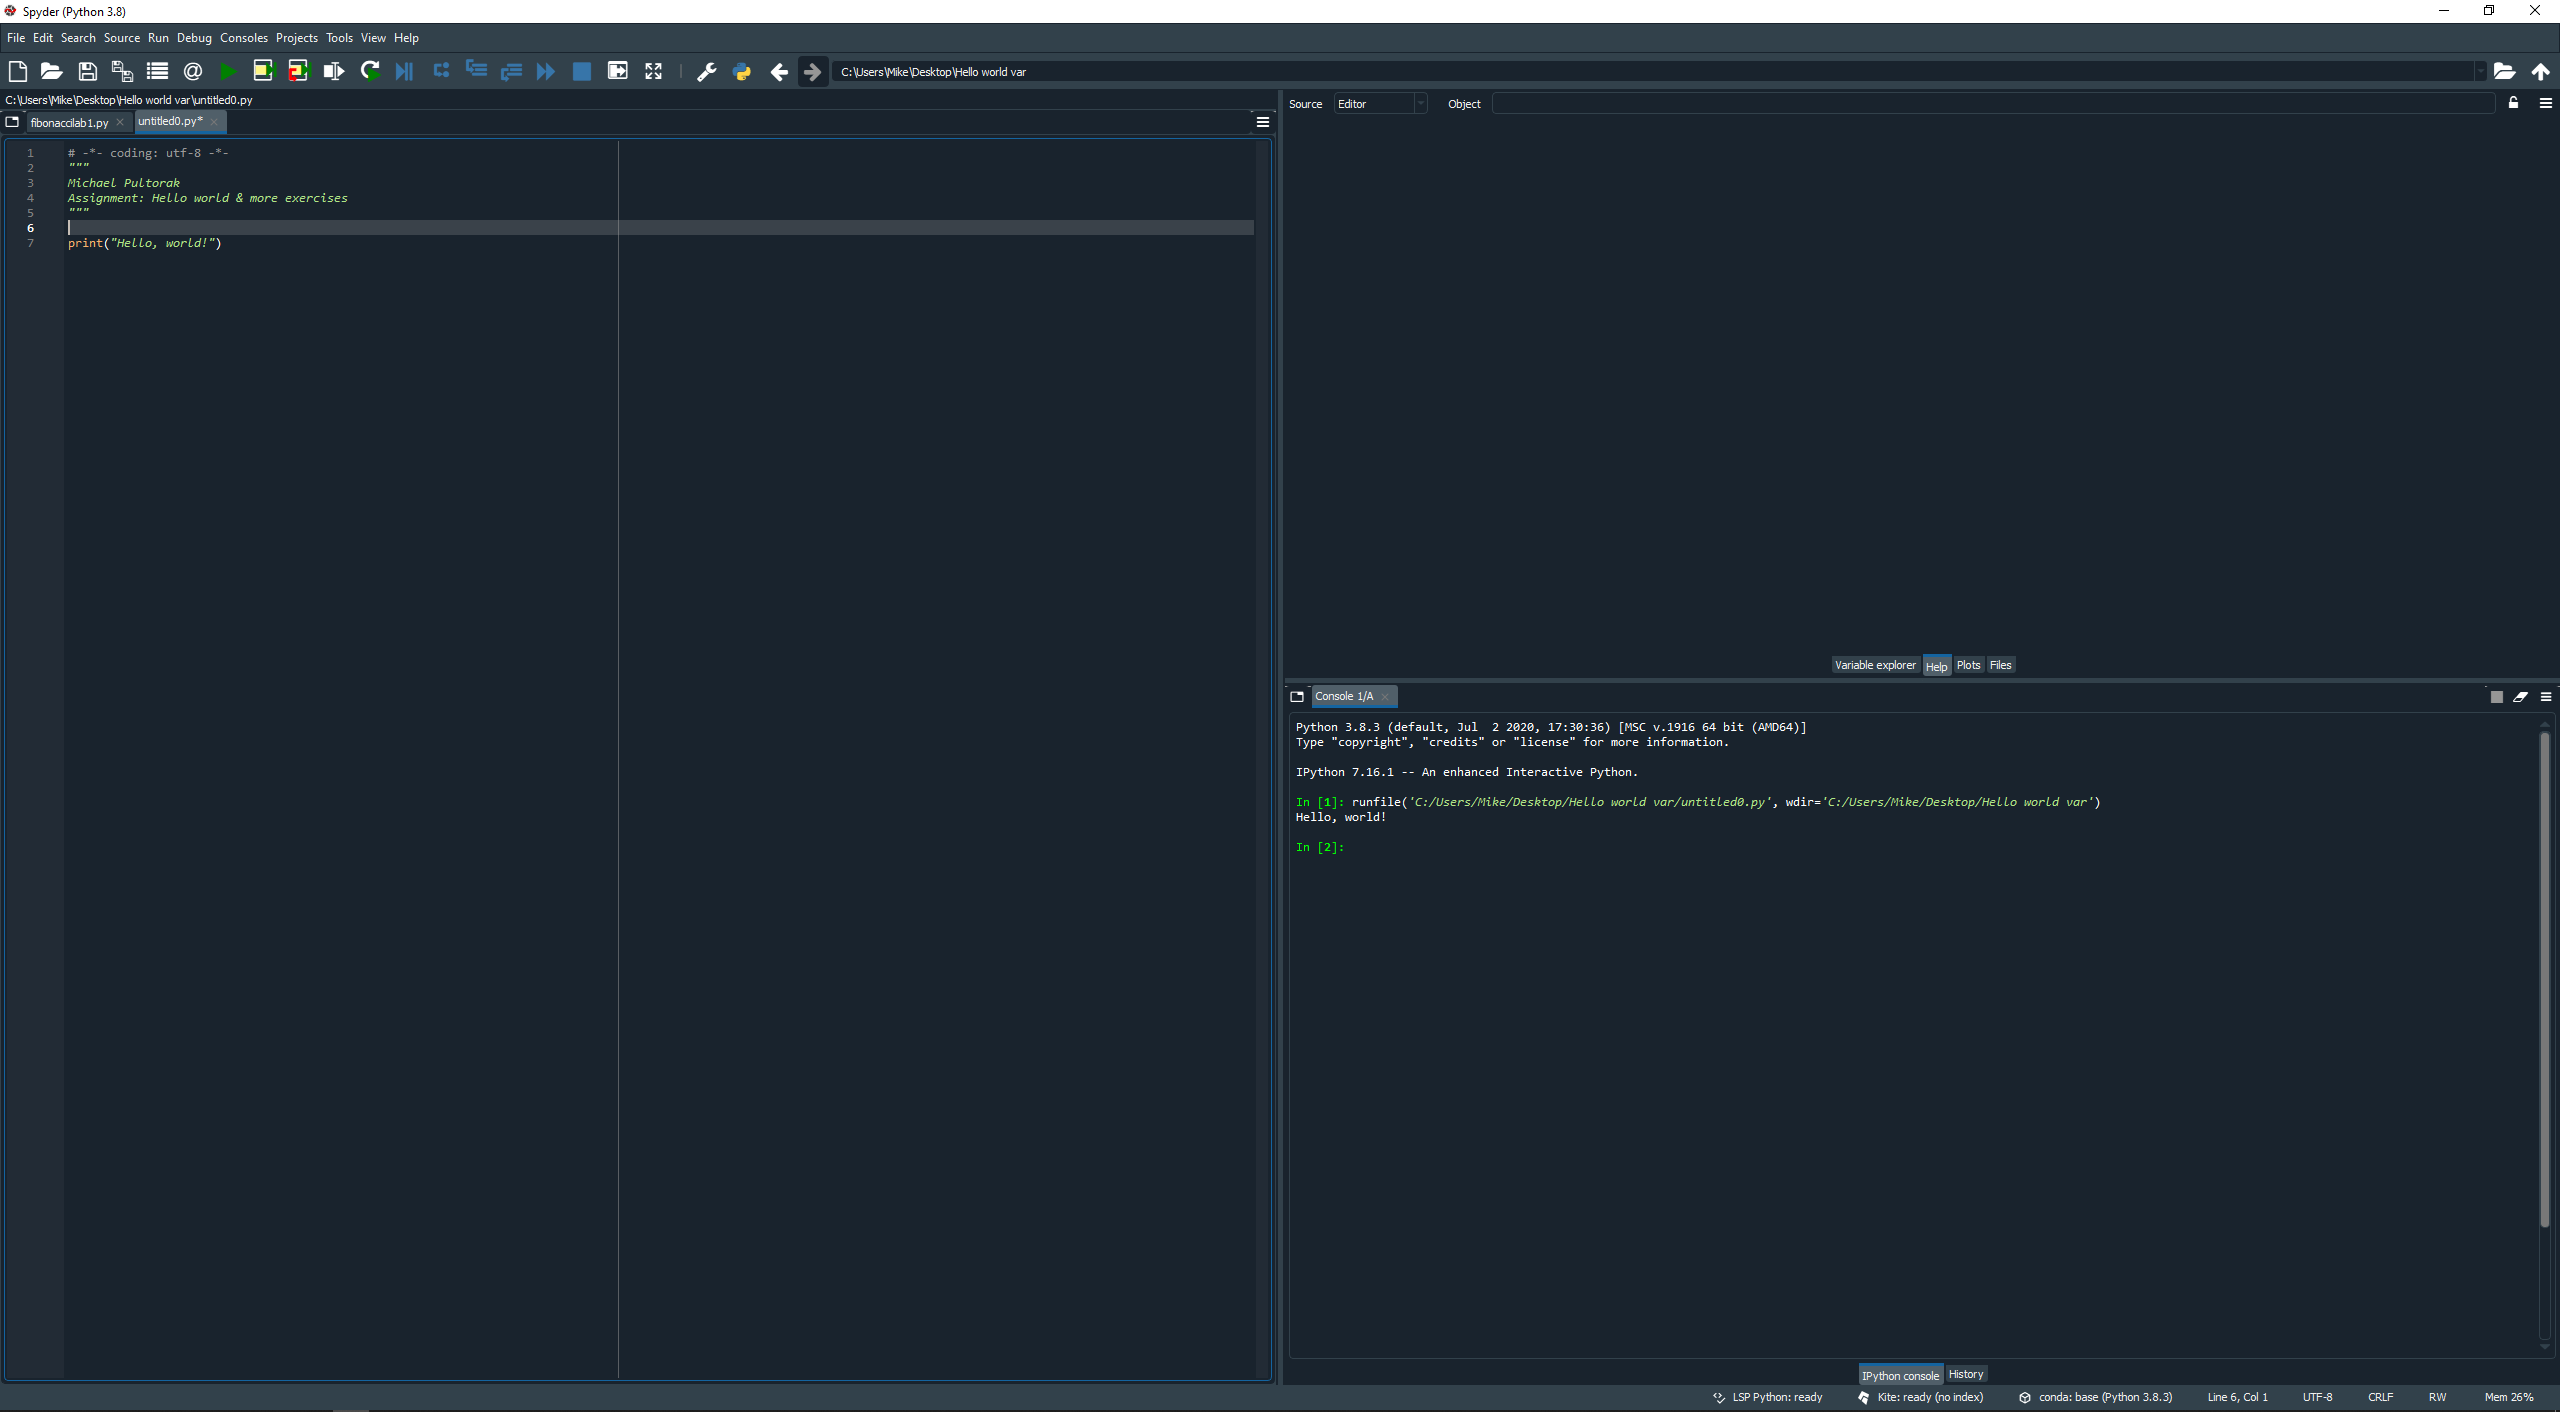 Spyder (Python 3.8)
File Edit Search Source Run Debug Consoles Projects Tools View Help
C:\Users\Mike\Desktop\Hello world var
C:\Users\Mike\Desktop\Hello world var\untitled0.py
fibonaccilab1.py
untitled0.py*
1 # -*- coding: utf-8 -*-
2 """
3 Michael Pultorak
4 Assignment: Hello world & more exercises
5 """
6
7 print("Hello, world!")
Source Editor Object
Variable explorer Help Plots Files
Console 1/A
Python 3.8.3 (default, Jul  2 2020, 17:30:36) [MSC v.1916 64 bit (AMD64)]
Type "copyright", "credits" or "license" for more information.
IPython 7.16.1 -- An enhanced Interactive Python.
In [1]: runfile('C:/Users/Mike/Desktop/Hello world var/untitled0.py', wdir='C:/Users/Mike/Desktop/Hello world var')
Hello, world!
In [2]:
IPython console History
LSP Python: ready Kite: ready (no index) conda: base (Python 3.8.3) Line 6, Col 1 UTF-8 CRLF RW Mem 26%